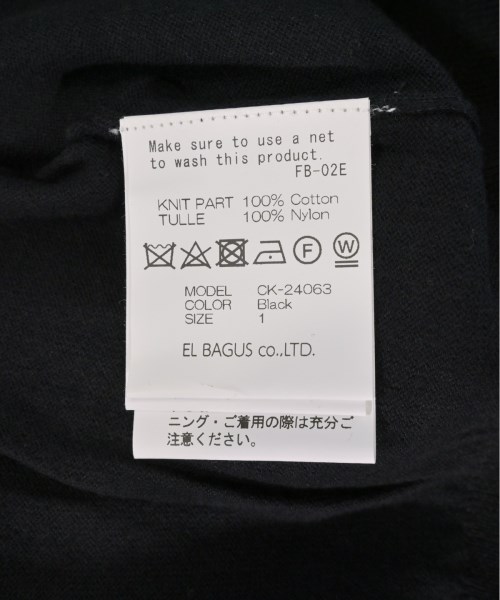 Make sure to use a net
to wash this product.
FB-02E
KNIT PART 100% Cotton
TULLE 100% Nylon
F W
MODEL CK-24063
COLOR Black
SIZE 1
EL BAGUS co.,LTD.
ニング・ご着用の際は充分ご
注意ください。